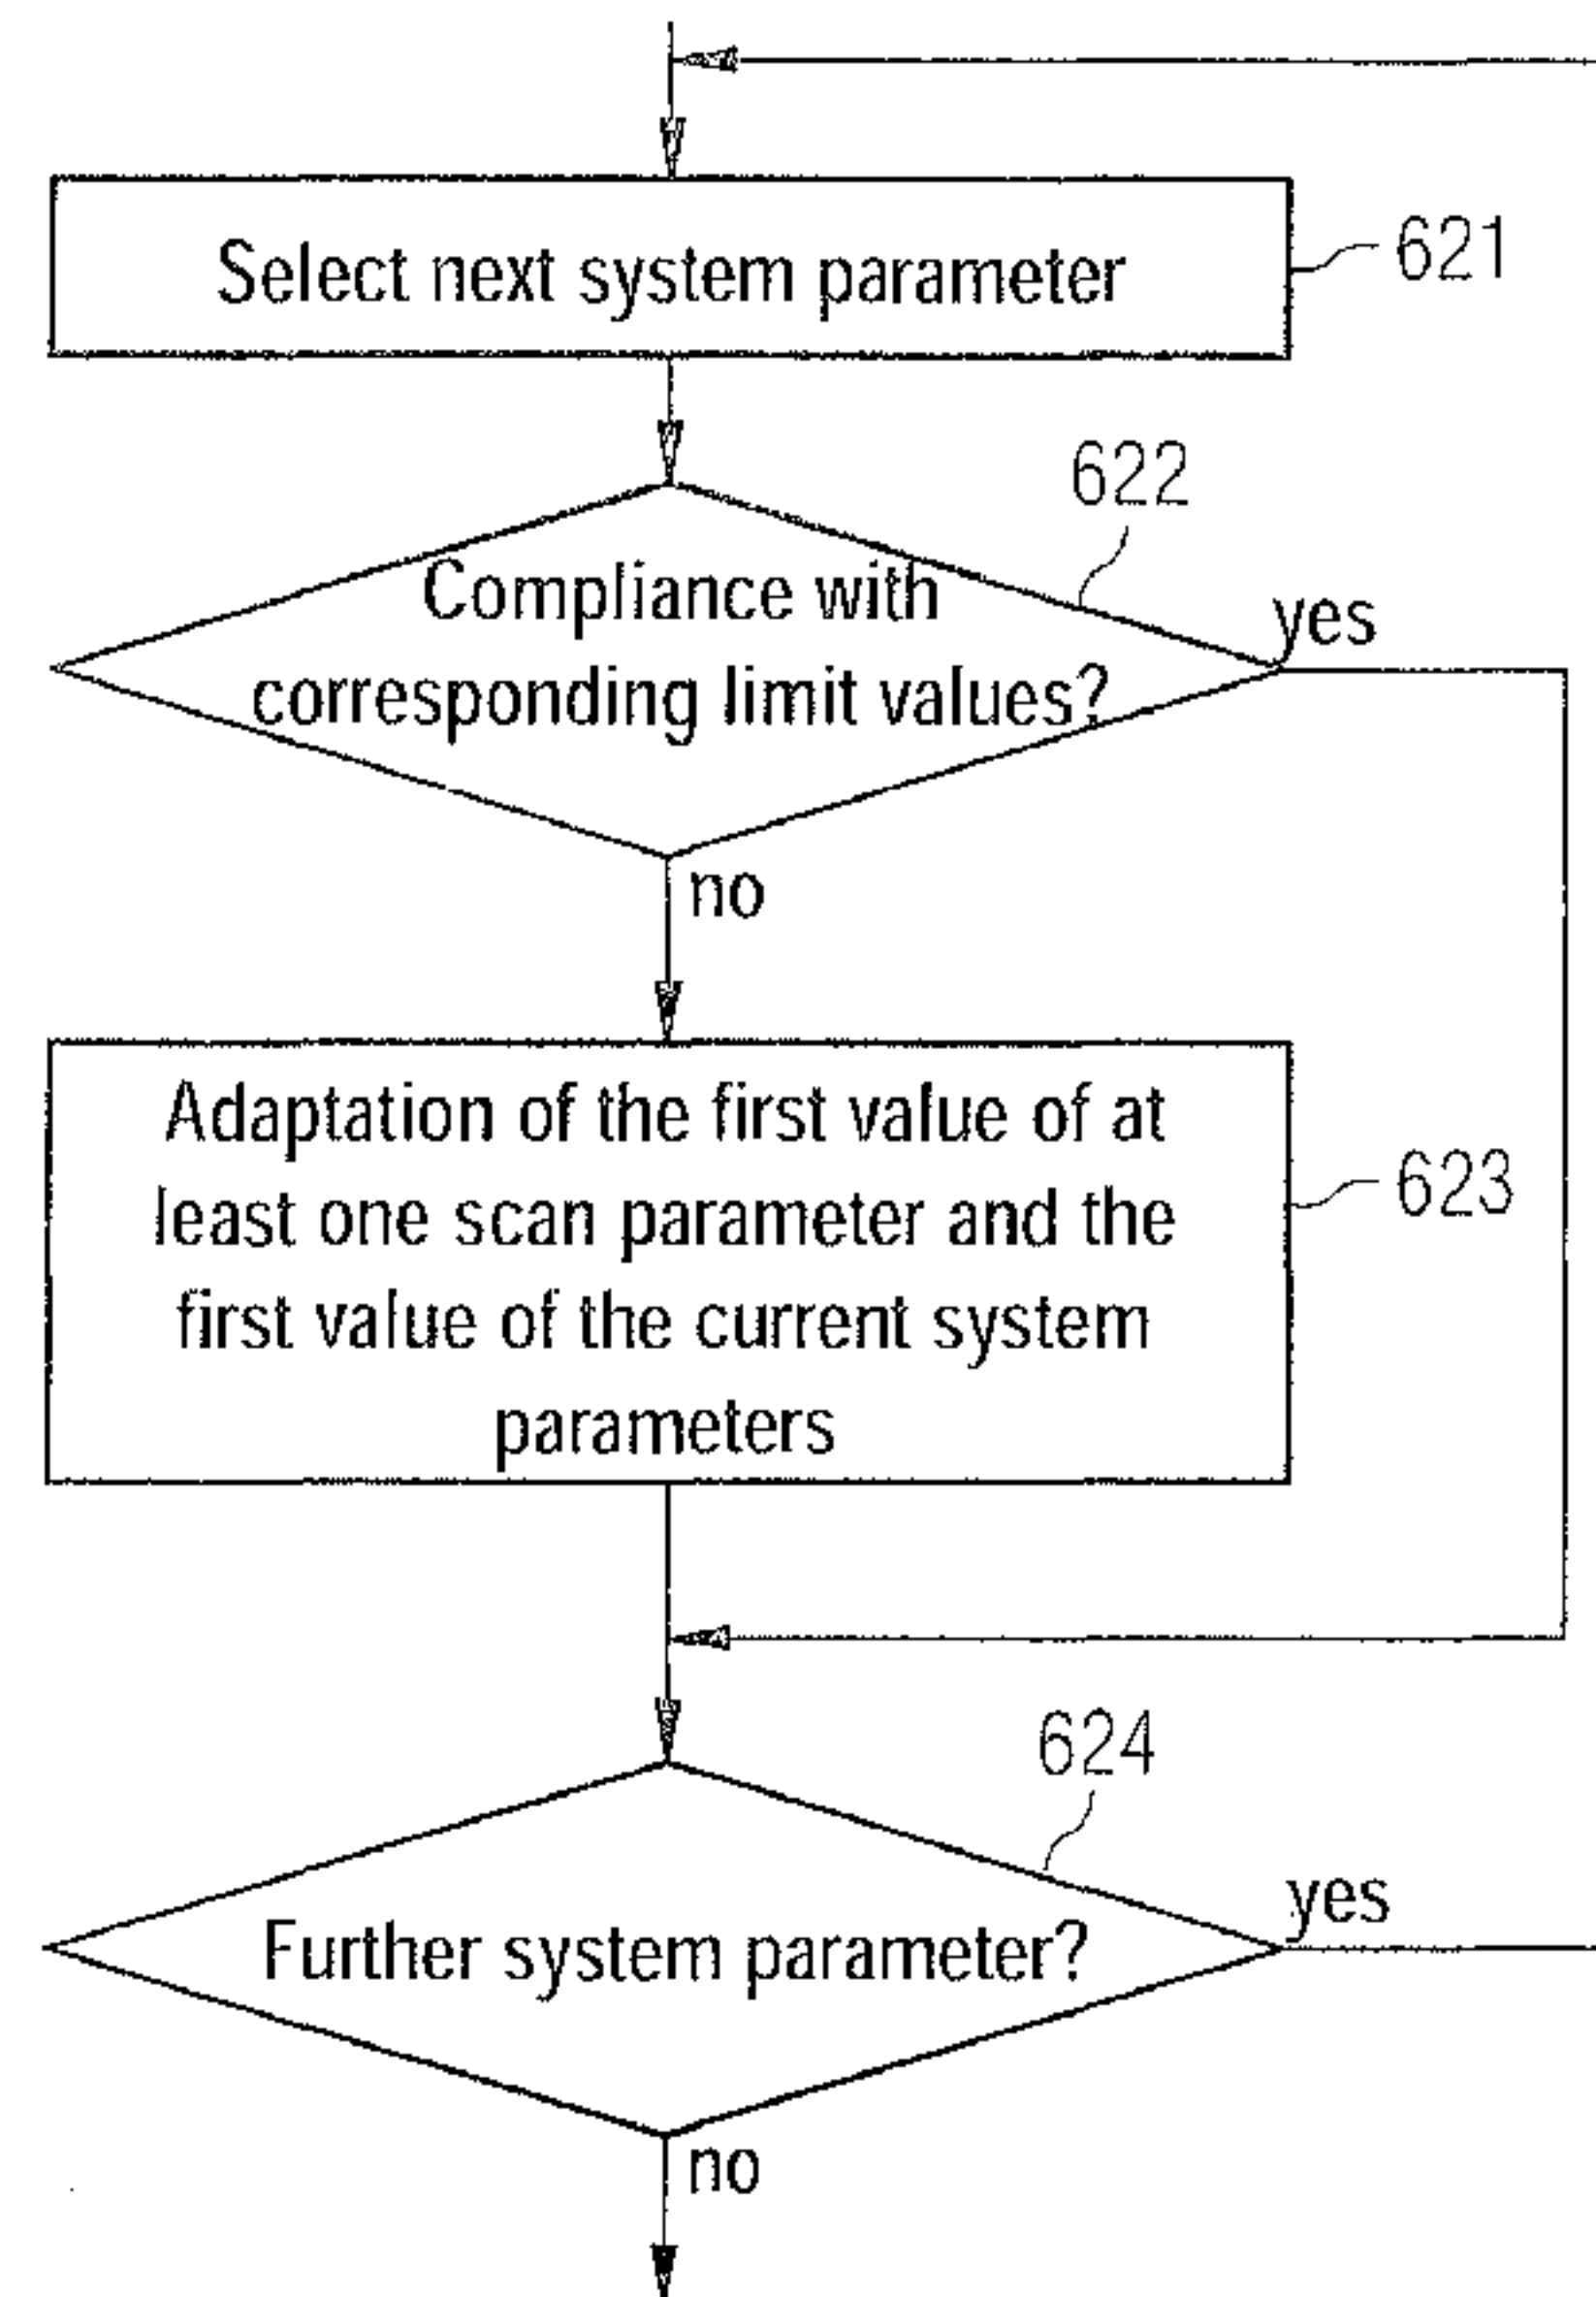 Select next system parameter
621
622
Compliance with
corresponding limit values?
yes
no
Adaptation of the first value of at
least one scan parameter and the
first value of the current system
parameters
623
624
Further system parameter?
yes
no